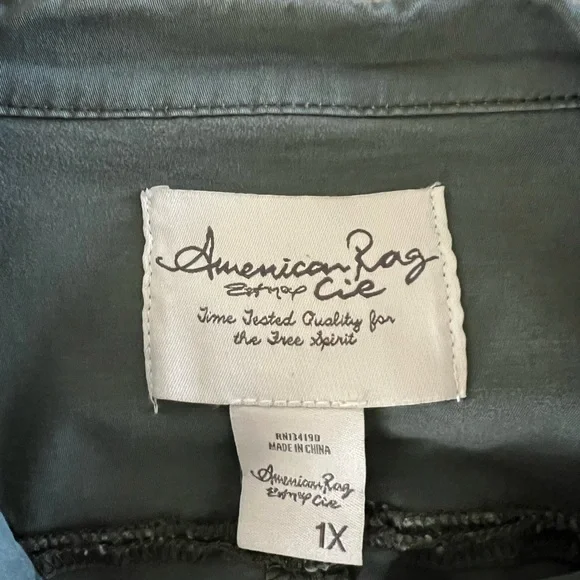 American Rag
Cie
Time Tested Quality for
the Free Spirit
RN134190
MADE IN CHINA
American Rag
Cie
1X